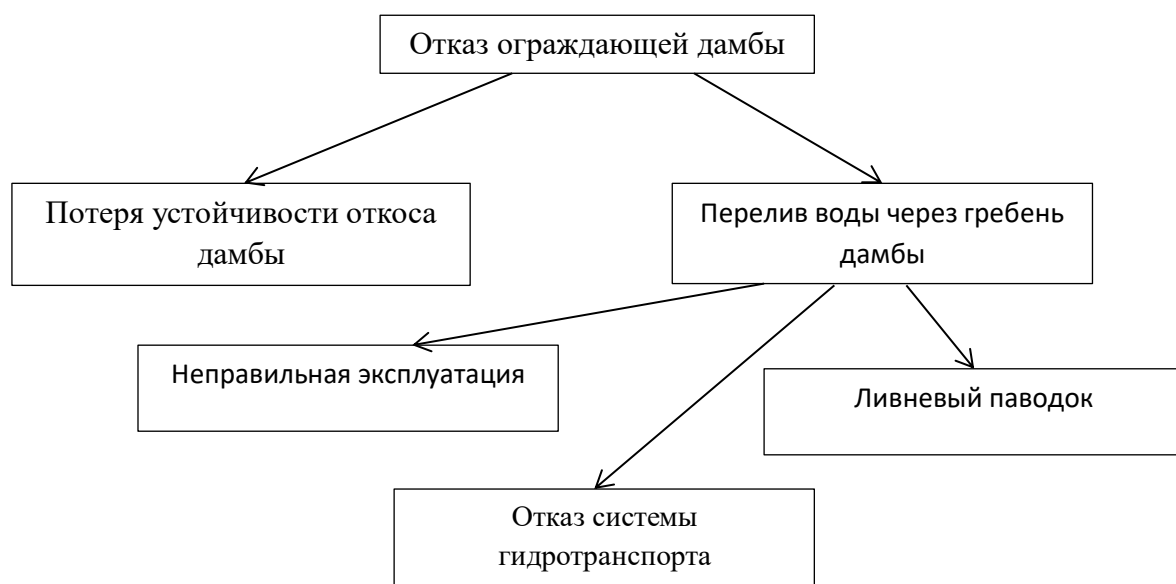 Отказ ограждающей дамбы
Потеря устойчивости откоса
дамбы
Перелив воды через гребень
дамбы
Неправильная эксплуатация
Ливневый паводок
Отказ системы
гидротранспорта